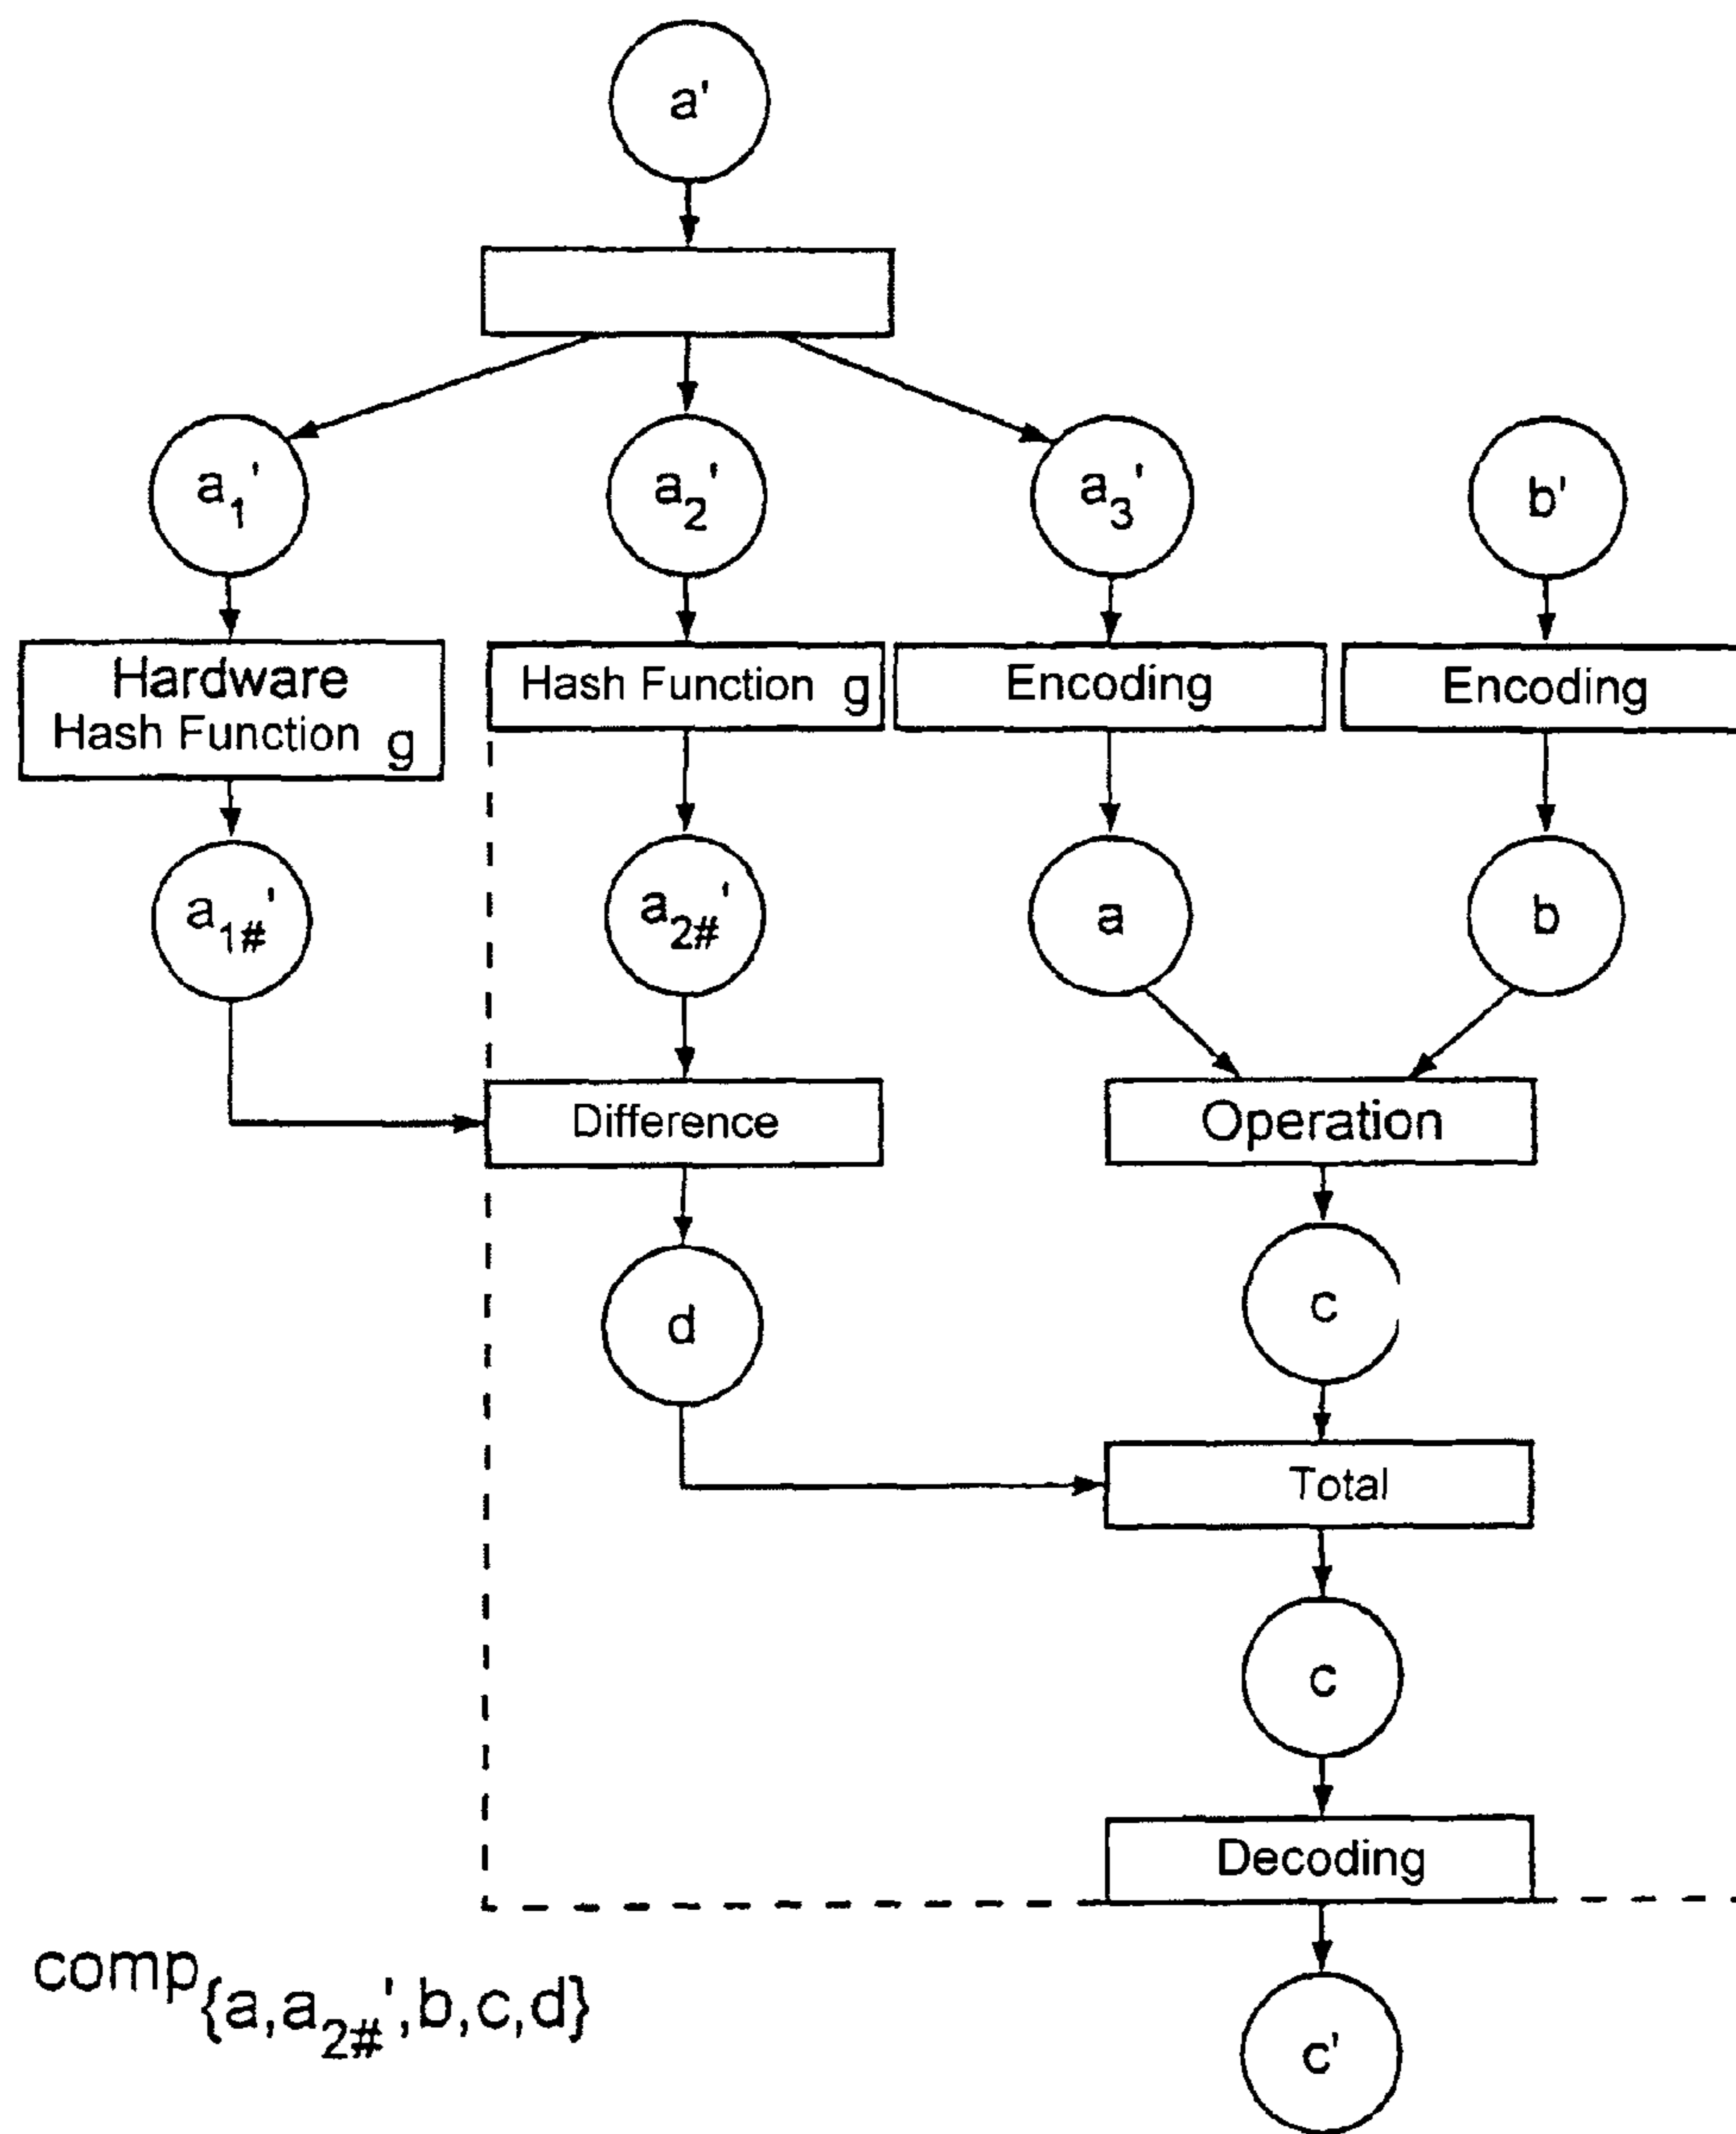 a'
a₁'
a₂'
a₃'
b'
Hardware
Hash Function g
Hash Function g
Encoding
Encoding
a₁#'
a₂#'
a
b
Difference
Operation
d
c
Total
c
Decoding
comp{a,a₂#',b,c,d}
c'